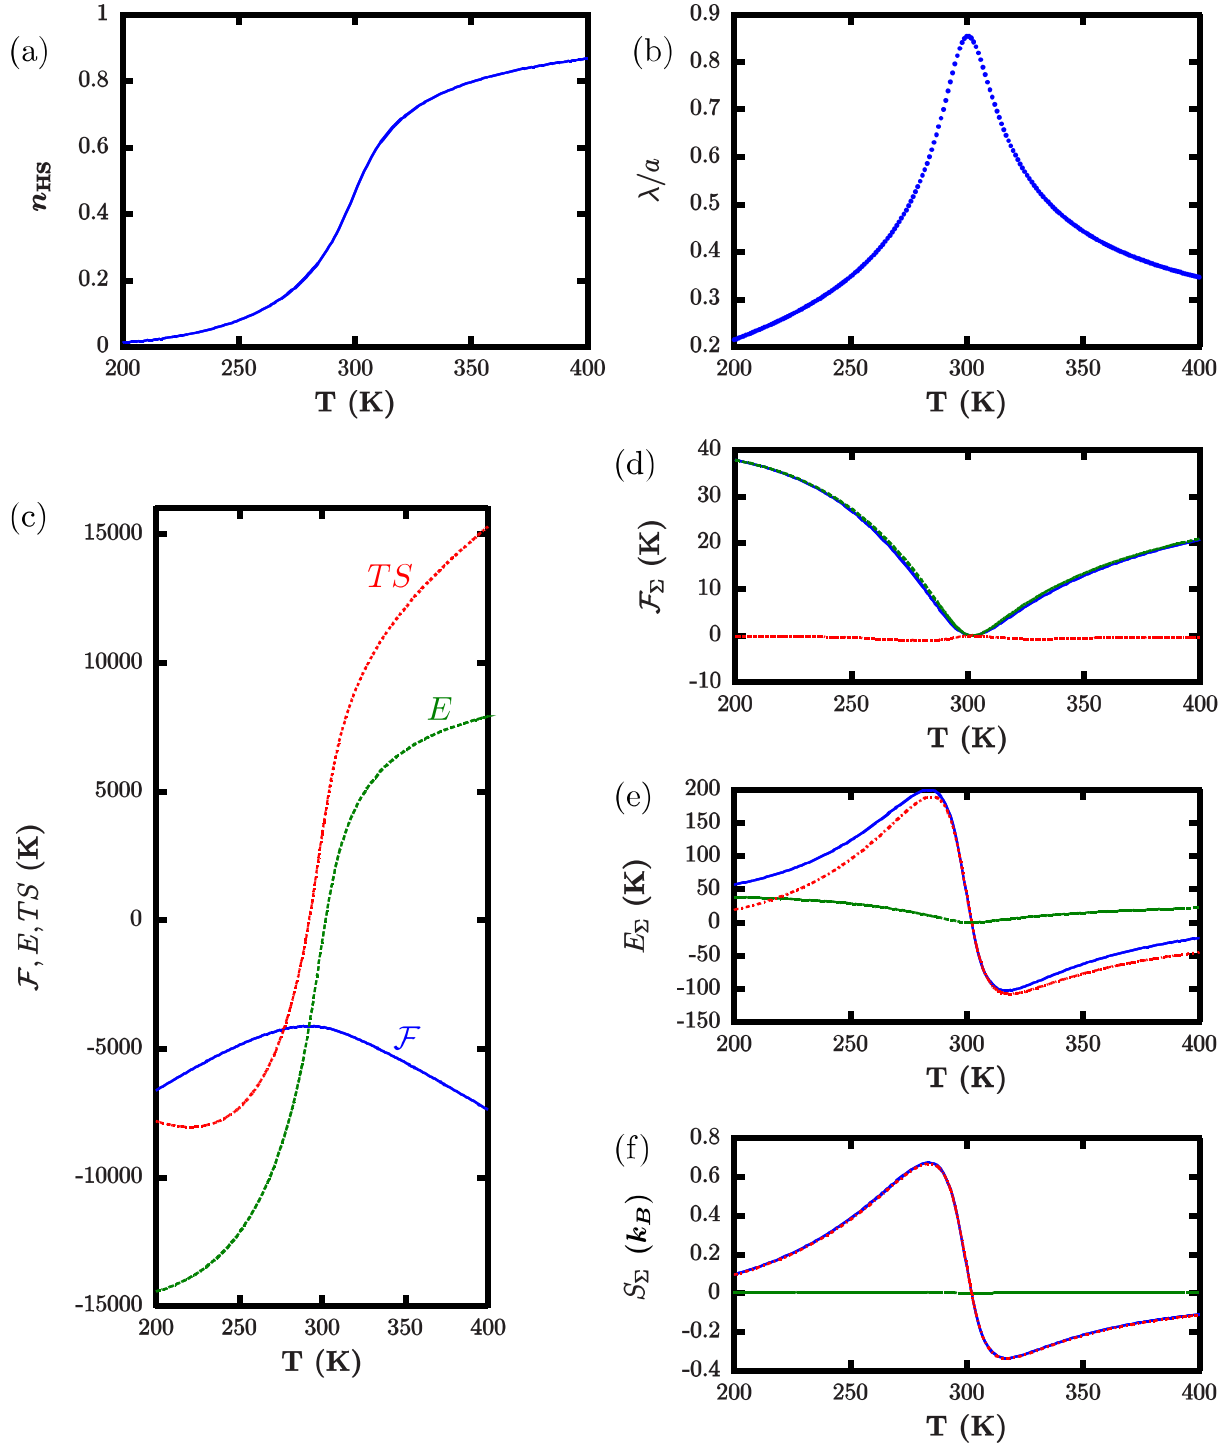 (a)
1
0.8
0.6
0.4
0.2
0
n_HS
200 250 300 350 400
T (K)
(b)
0.9
0.8
0.7
0.6
0.5
0.4
0.3
0.2
λ/a
200 250 300 350 400
T (K)
(c)
15000
10000
5000
0
-5000
-10000
-15000
ℱ, E, TS (K)
TS
E
ℱ
200 250 300 350 400
T (K)
(d)
40
30
20
10
0
-10
ℱ_Σ (K)
200 250 300 350 400
T (K)
(e)
200
150
100
50
0
-50
-100
-150
E_Σ (K)
200 250 300 350 400
T (K)
(f)
0.8
0.6
0.4
0.2
0
-0.2
-0.4
S_Σ (k_B)
200 250 300 350 400
T (K)